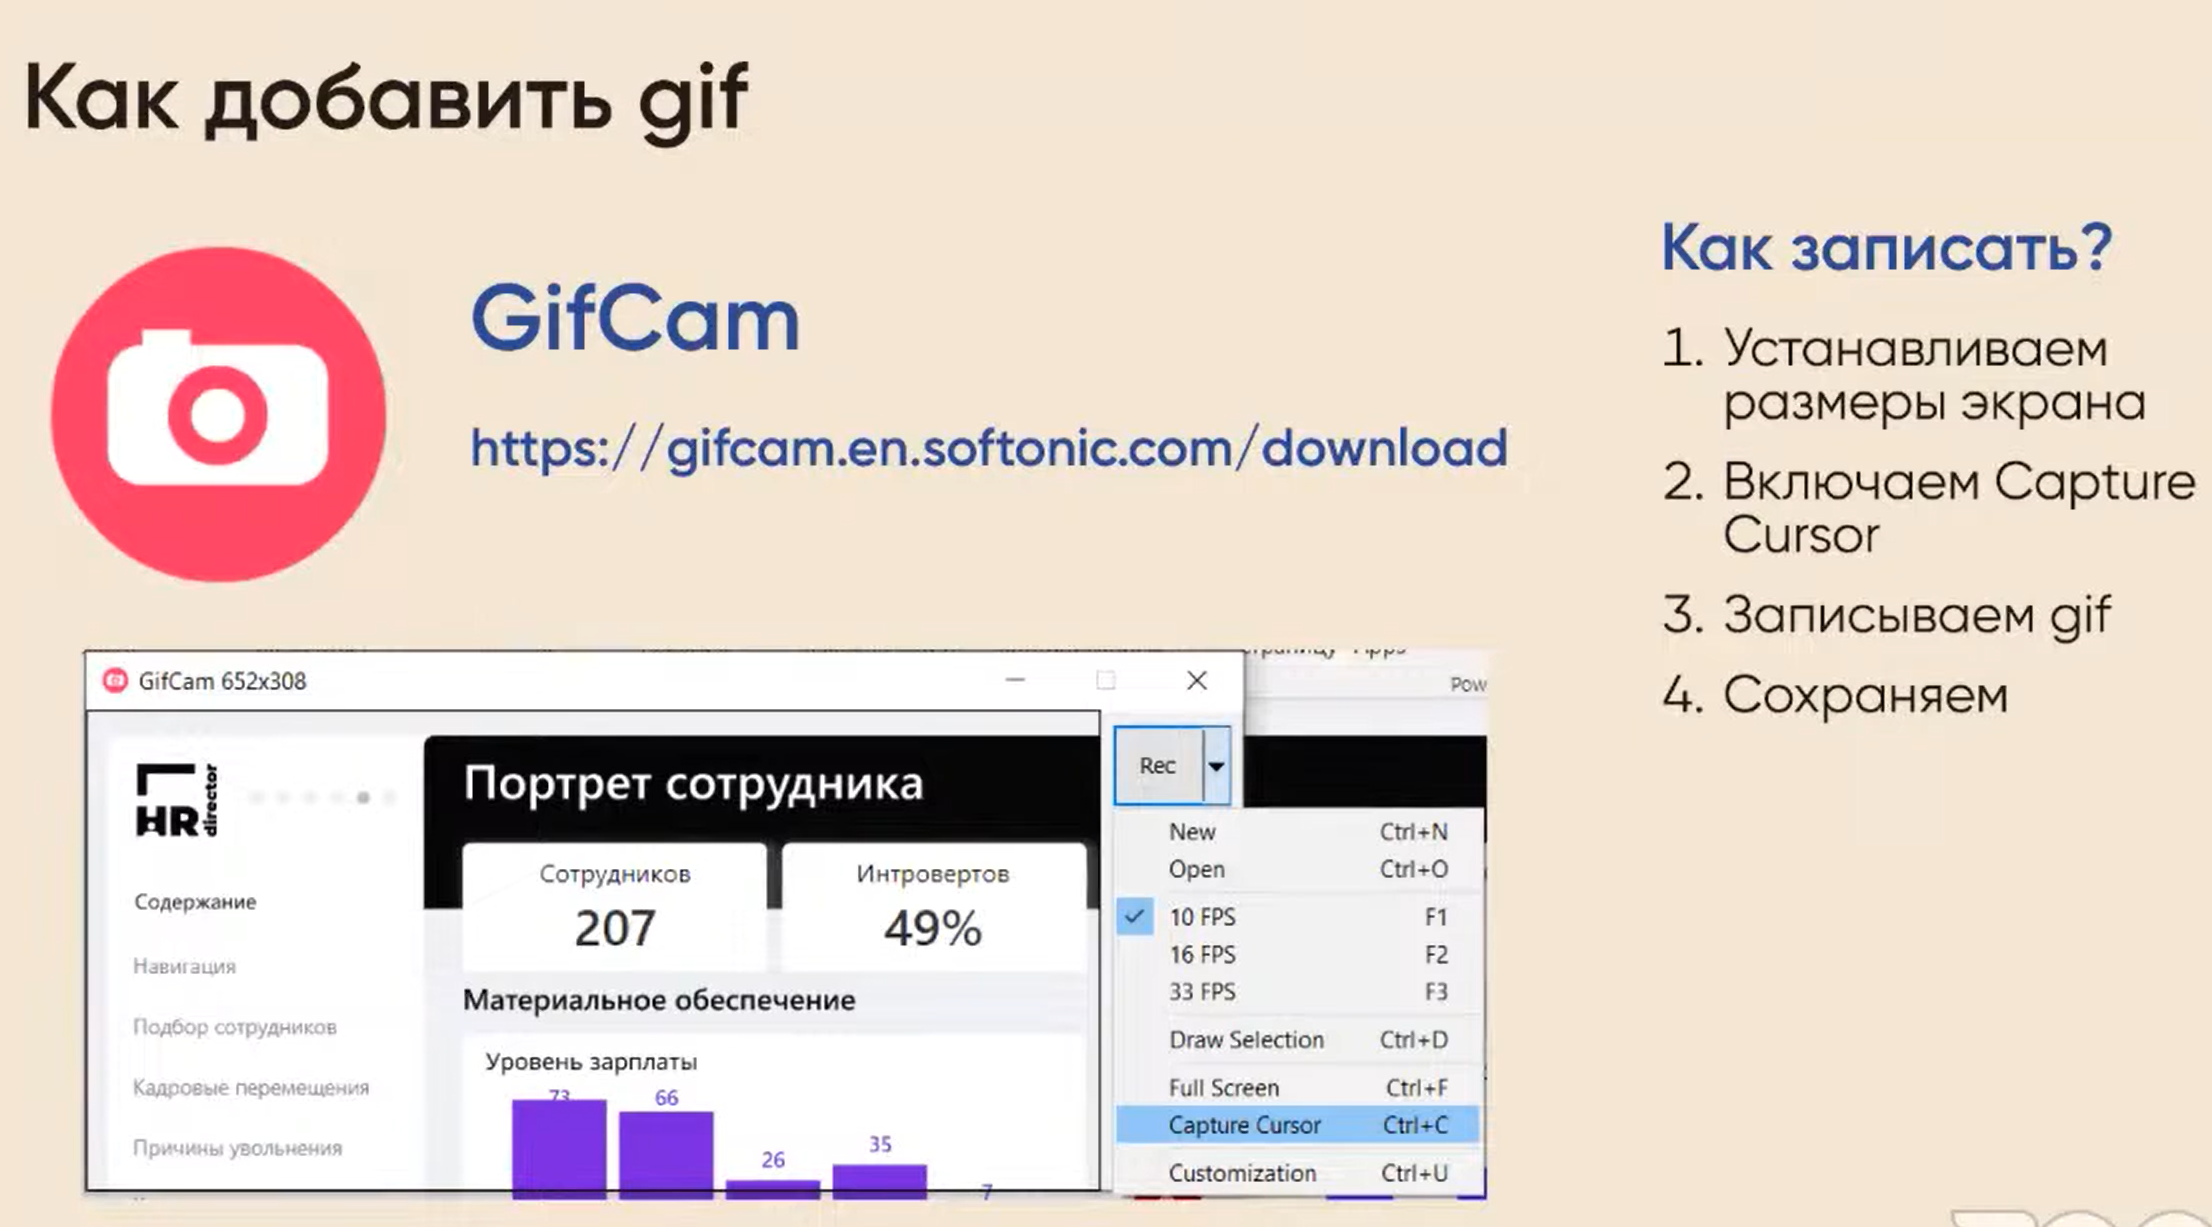 Как добавить gif
GifCam
https://gifcam.en.softonic.com/download
Как записать?
1. Устанавливаем
размеры экрана
2. Включаем Capture
Cursor
3. Записываем gif
4. Сохраняем
GifCam 652x308
Apps
HR director
Содержание
Навигация
Подбор сотрудников
Кадровые перемещения
Причины увольнения
Портрет сотрудника
Сотрудников
207
Интровертов
49%
Материальное обеспечение
Уровень зарплаты
73
66
26
35
7
Rec
New Ctrl+N
Open Ctrl+O
10 FPS F1
16 FPS F2
33 FPS F3
Draw Selection Ctrl+D
Full Screen Ctrl+F
Capture Cursor Ctrl+C
Customization Ctrl+U